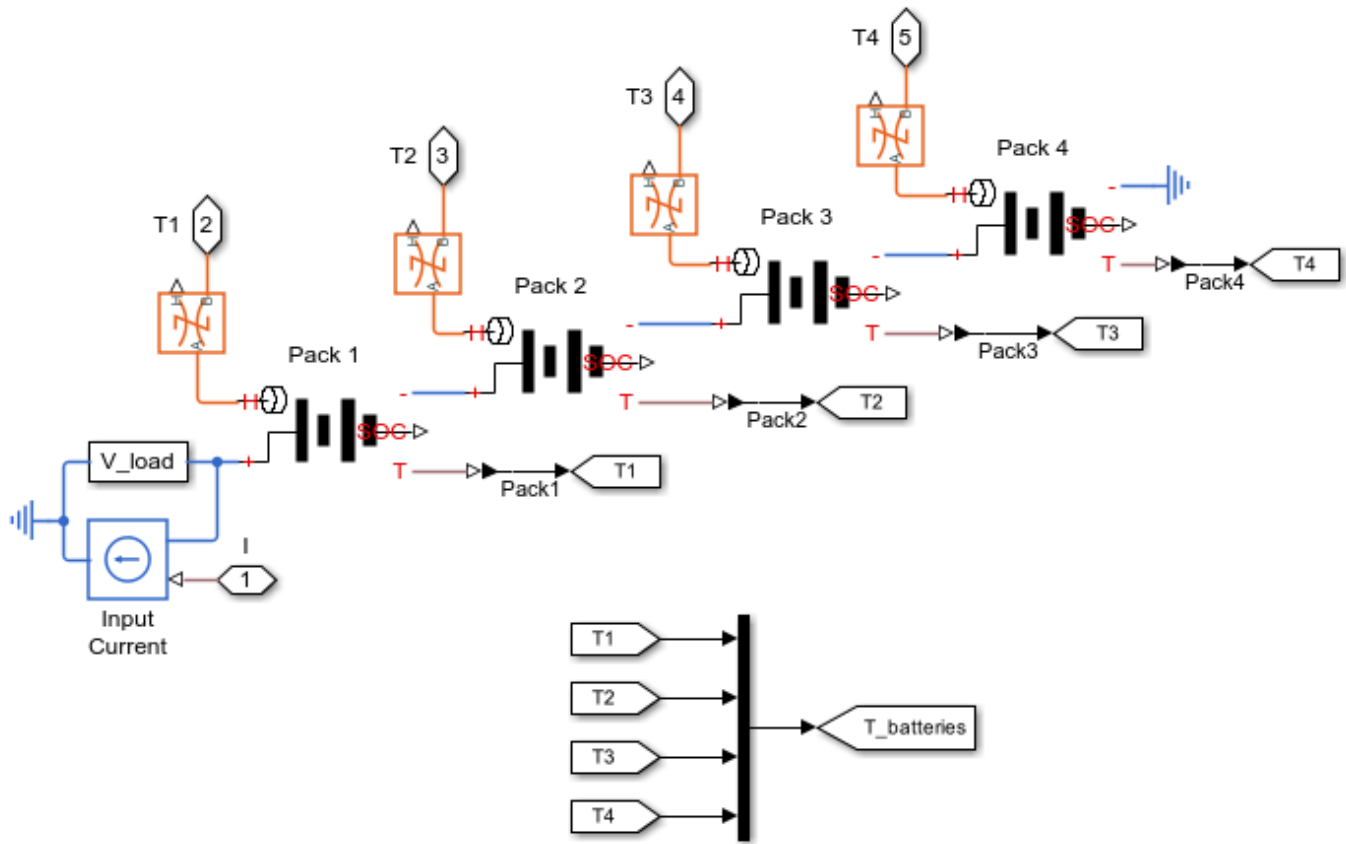 T4
5
H
B
A
T3
4
H
B
A
Pack 4
-
H
+
SOC
T
Pack4
T4
T2
3
H
B
A
Pack 3
-
H
+
SOC
T
Pack3
T3
T1
2
H
B
A
Pack 2
-
H
+
SOC
T
Pack2
T2
Pack 1
-
H
+
SOC
T
Pack1
T1
V_load
I
1
Input
Current
T1
T2
T3
T4
T_batteries